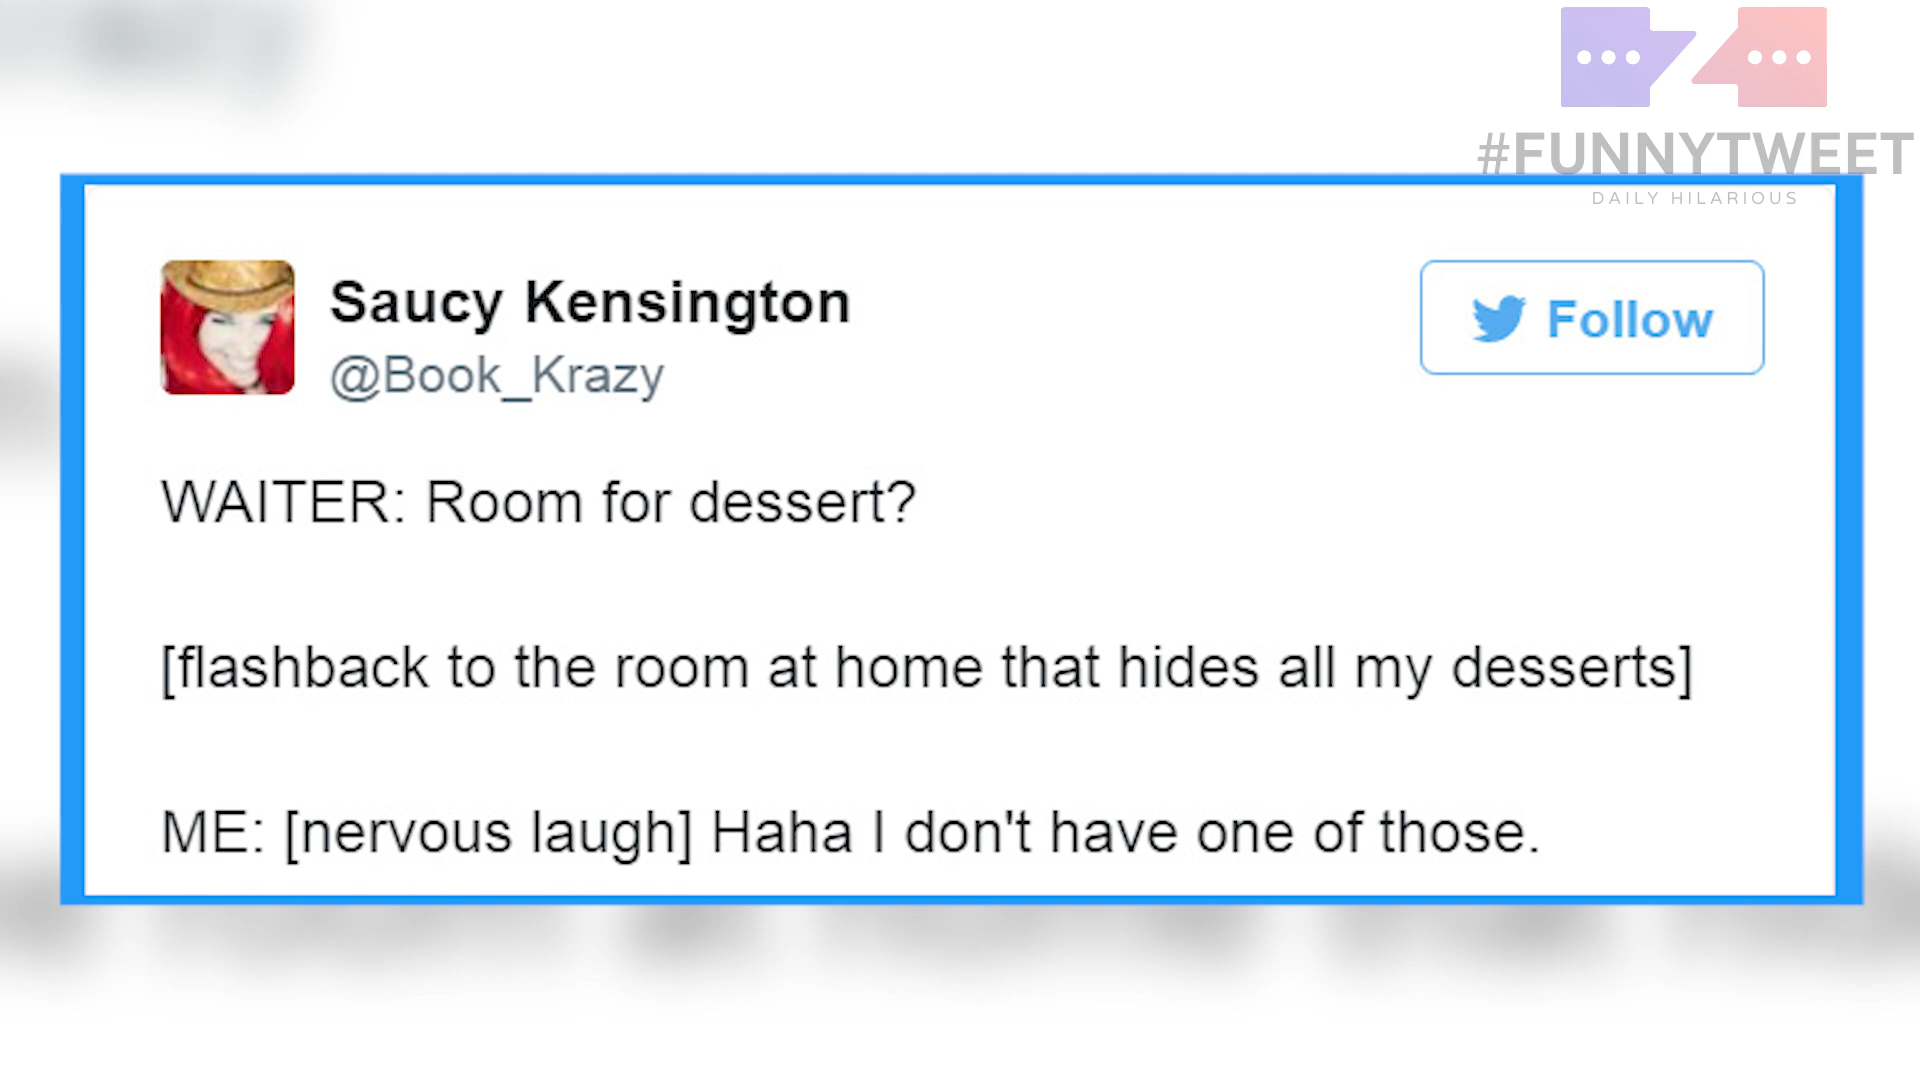 #FUNNYTWEET
DAILY HILARIOUS
Saucy Kensington
@Book_Krazy
Follow
WAITER: Room for dessert?
[flashback to the room at home that hides all my desserts]
ME: [nervous laugh] Haha I don't have one of those.